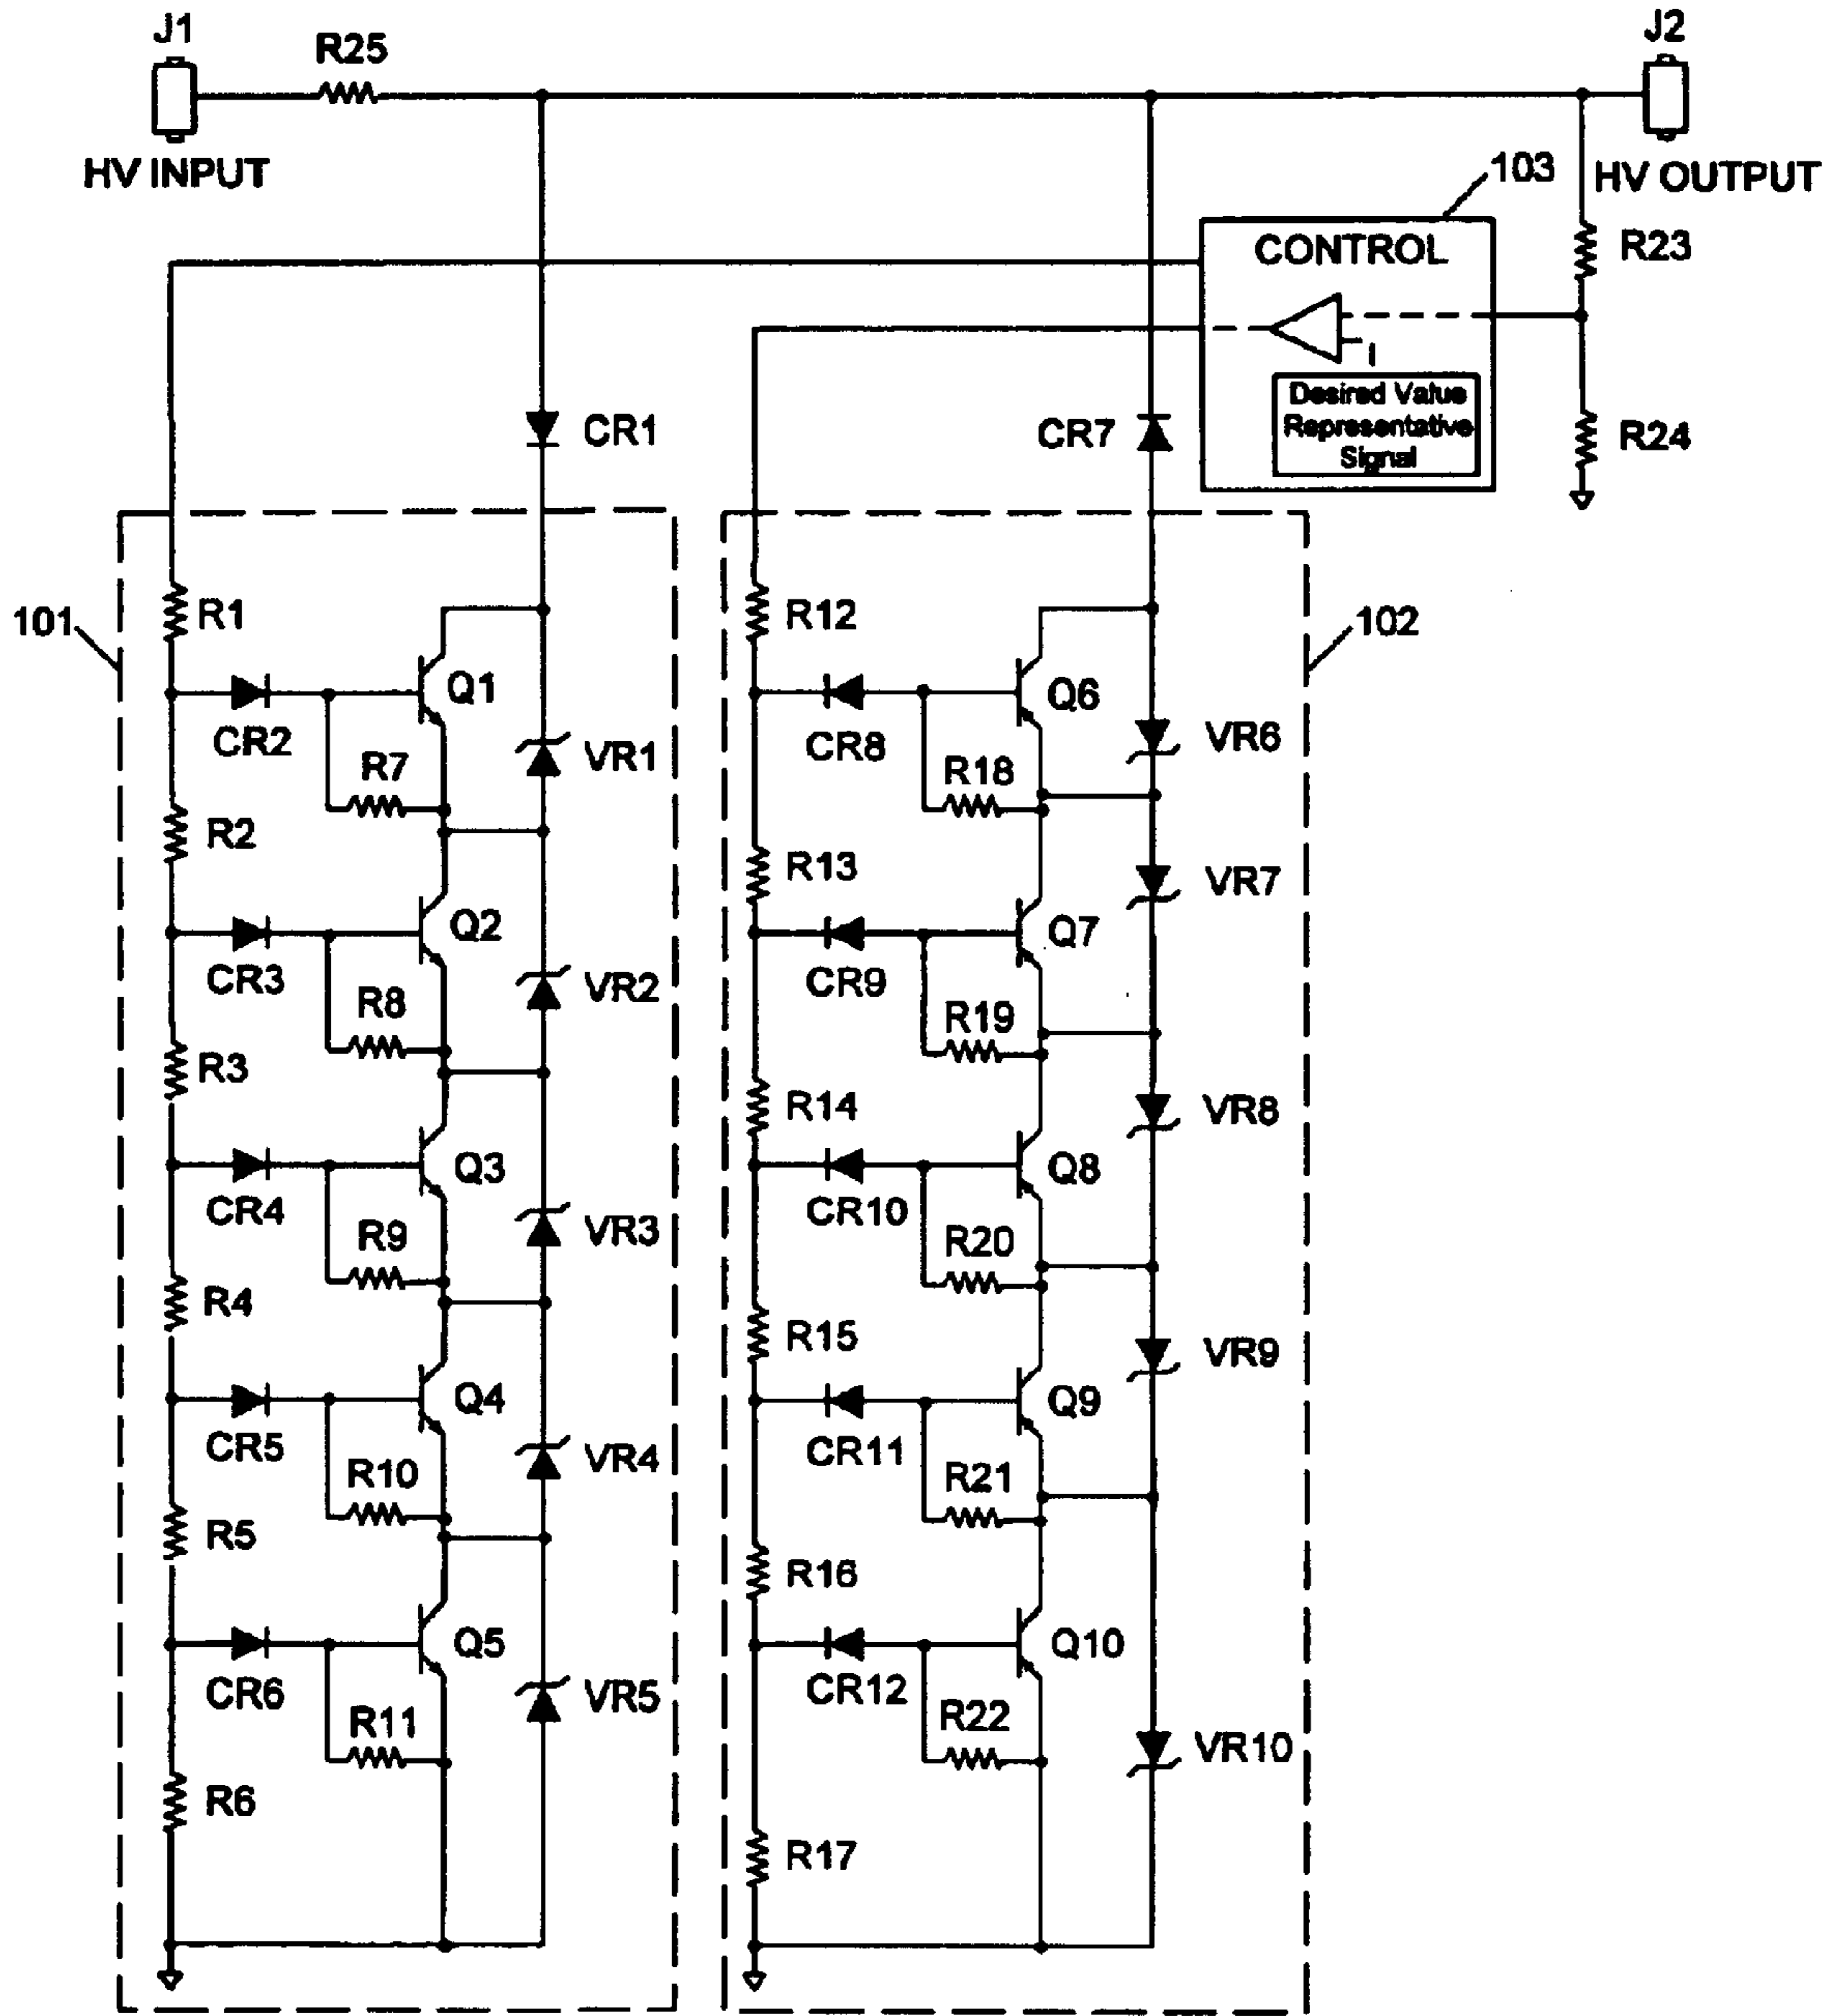 J1
R25
J2
HV INPUT
HV OUTPUT
103
CONTROL
R23
Desired Value
Representative
Signal
R24
CR1
CR7
101
102
R1
R12
Q1
Q6
CR2
CR8
VR1
VR6
R7
R18
R2
R13
VR7
Q2
Q7
CR3
CR9
VR2
R8
R19
R3
R14
VR8
Q3
Q8
CR4
CR10
VR3
R9
R20
R4
R15
VR9
Q4
Q9
CR5
CR11
VR4
R10
R21
R5
R16
Q5
Q10
CR6
CR12
VR5
R11
R22
VR10
R6
R17